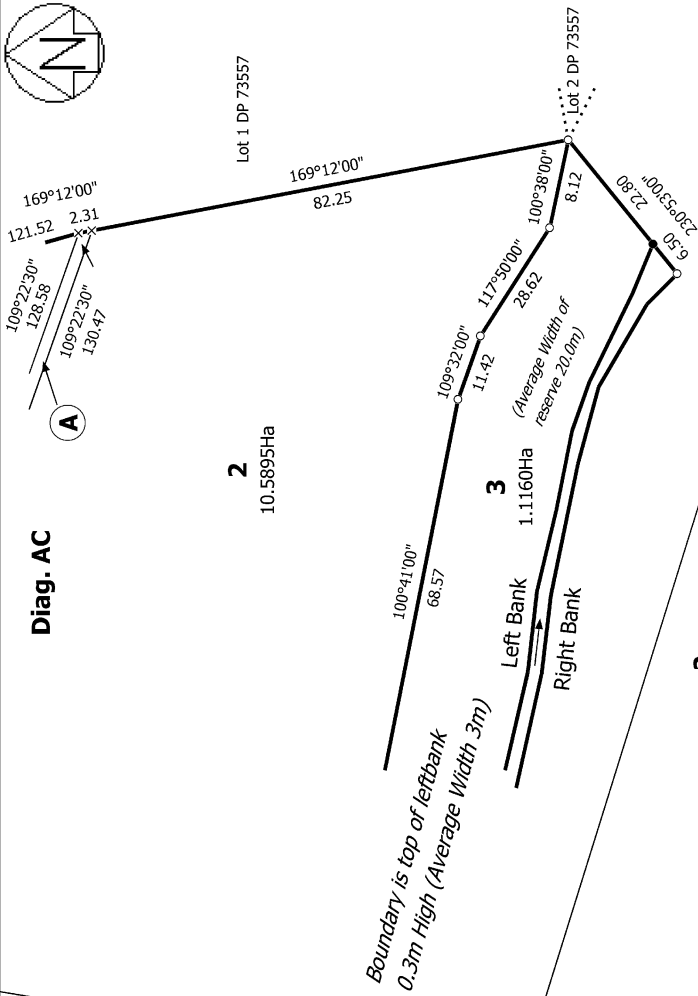 N
Lot 1 DP 73557
Lot 2 DP 73557
169°12'00"
121.52
2.31
169°12'00"
82.25
109°22'30"
128.58
109°22'30"
130.47
A
100°38'00"
8.12
117°50'00"
28.62
109°32'00"
11.42
100°41'00"
68.57
22.80
230°53'00"
6.50
(Average Width of
reserve 20.0m)
2
10.5895Ha
3
1.1160Ha
Diag. AC
Left Bank
Right Bank
Boundary is top of leftbank
0.3m High (Average Width 3m)